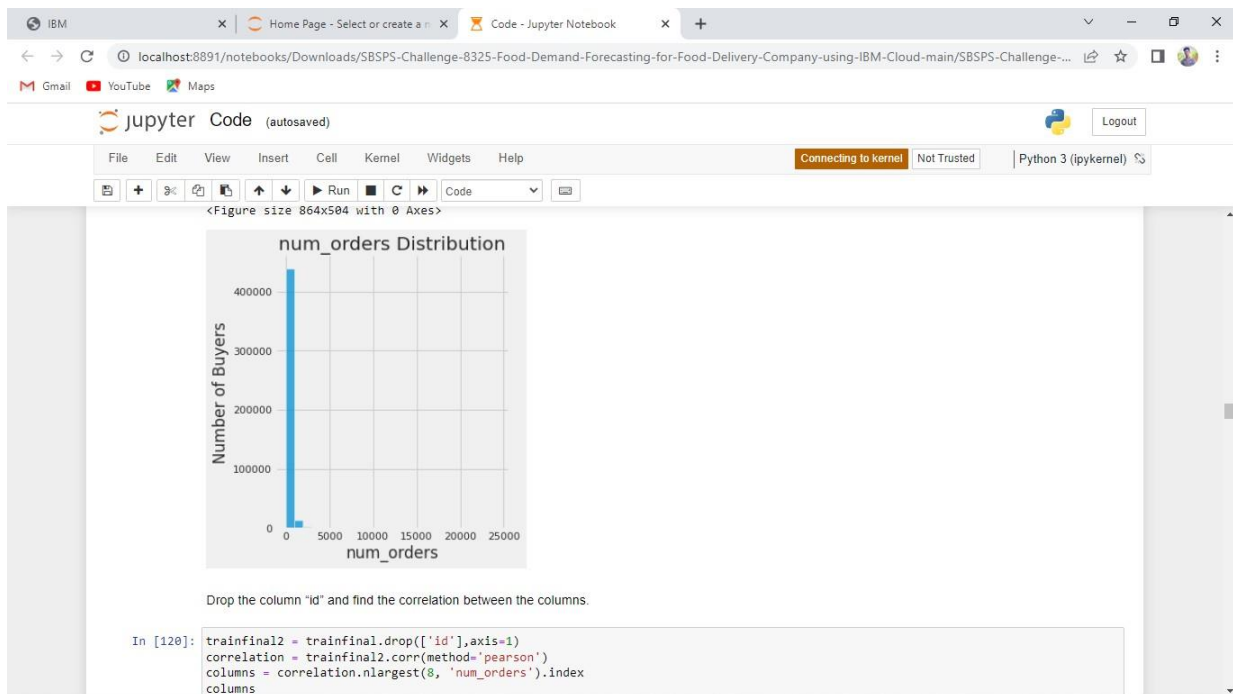 IBM
Home Page - Select or create a n
Code - Jupyter Notebook
localhost:8891/notebooks/Downloads/SBSPS-Challenge-8325-Food-Demand-Forecasting-for-Food-Delivery-Company-using-IBM-Cloud-main/SBSPS-Challenge-...
Gmail YouTube Maps
jupyter Code (autosaved) Logout
File Edit View Insert Cell Kernel Widgets Help Connecting to kernel Not Trusted Python 3 (ipykernel)
Run Code
<Figure size 864x504 with 0 Axes>
num_orders Distribution
Number of Buyers
400000
300000
200000
100000
0
0 5000 10000 15000 20000 25000
num_orders
Drop the column “id” and find the correlation between the columns.
In [120]: trainfinal2 = trainfinal.drop(['id'],axis=1)
correlation = trainfinal2.corr(method='pearson')
columns = correlation.nlargest(8, 'num_orders').index
columns